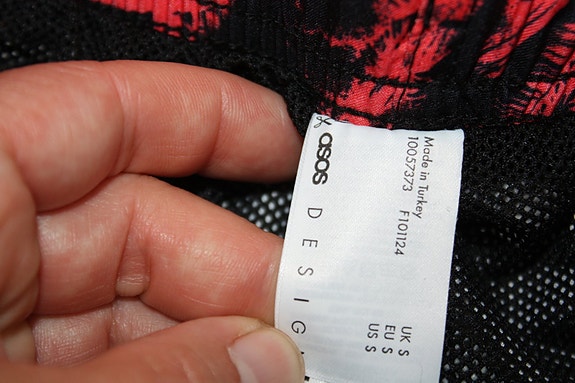 asos
DESIG
Made in Turkey
10057373 F101124
UK S
EU S
US S